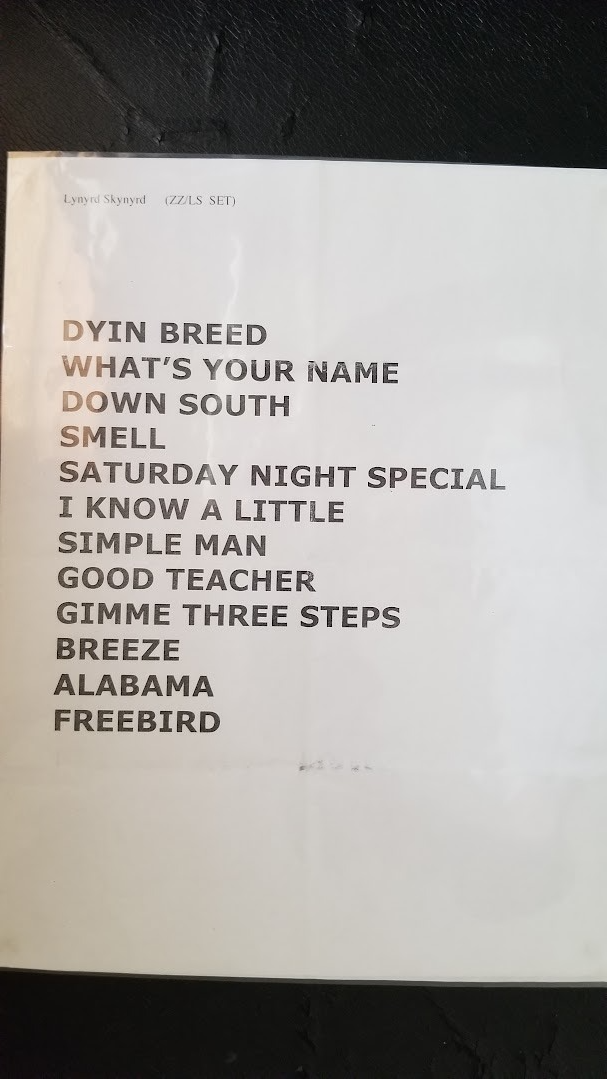 Lynyrd Skynyrd (ZZ/LS SET)
DYIN BREED
WHAT'S YOUR NAME
DOWN SOUTH
SMELL
SATURDAY NIGHT SPECIAL
I KNOW A LITTLE
SIMPLE MAN
GOOD TEACHER
GIMME THREE STEPS
BREEZE
ALABAMA
FREEBIRD